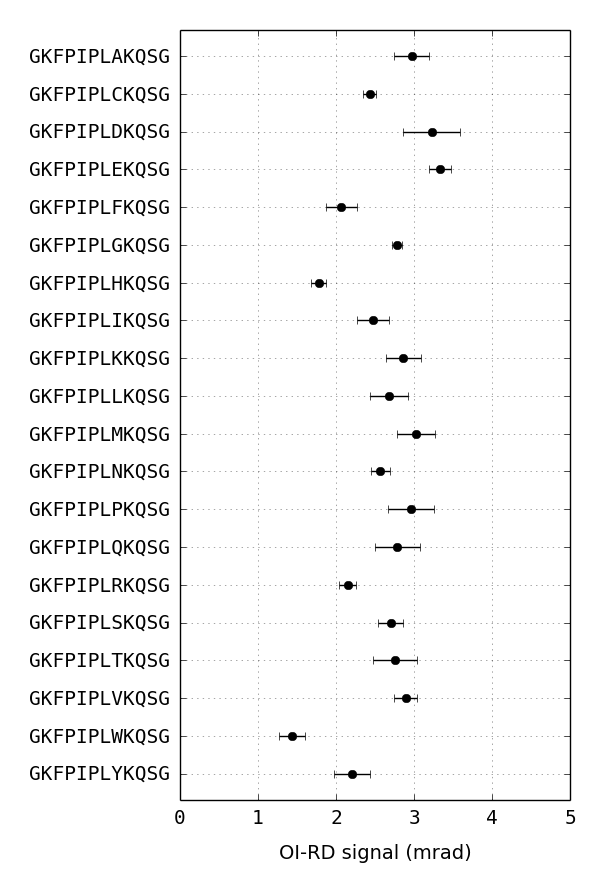 GKFPIPLAKQSG
GKFPIPLCKQSG
GKFPIPLDKQSG
GKFPIPLEKQSG
GKFPIPLFKQSG
GKFPIPLGKQSG
GKFPIPLHKQSG
GKFPIPLIKQSG
GKFPIPLKKQSG
GKFPIPLLKQSG
GKFPIPLMKQSG
GKFPIPLNKQSG
GKFPIPLPKQSG
GKFPIPLQKQSG
GKFPIPLRKQSG
GKFPIPLSKQSG
GKFPIPLTKQSG
GKFPIPLVKQSG
GKFPIPLWKQSG
GKFPIPLYKQSG
0 1 2 3 4 5
OI-RD signal (mrad)